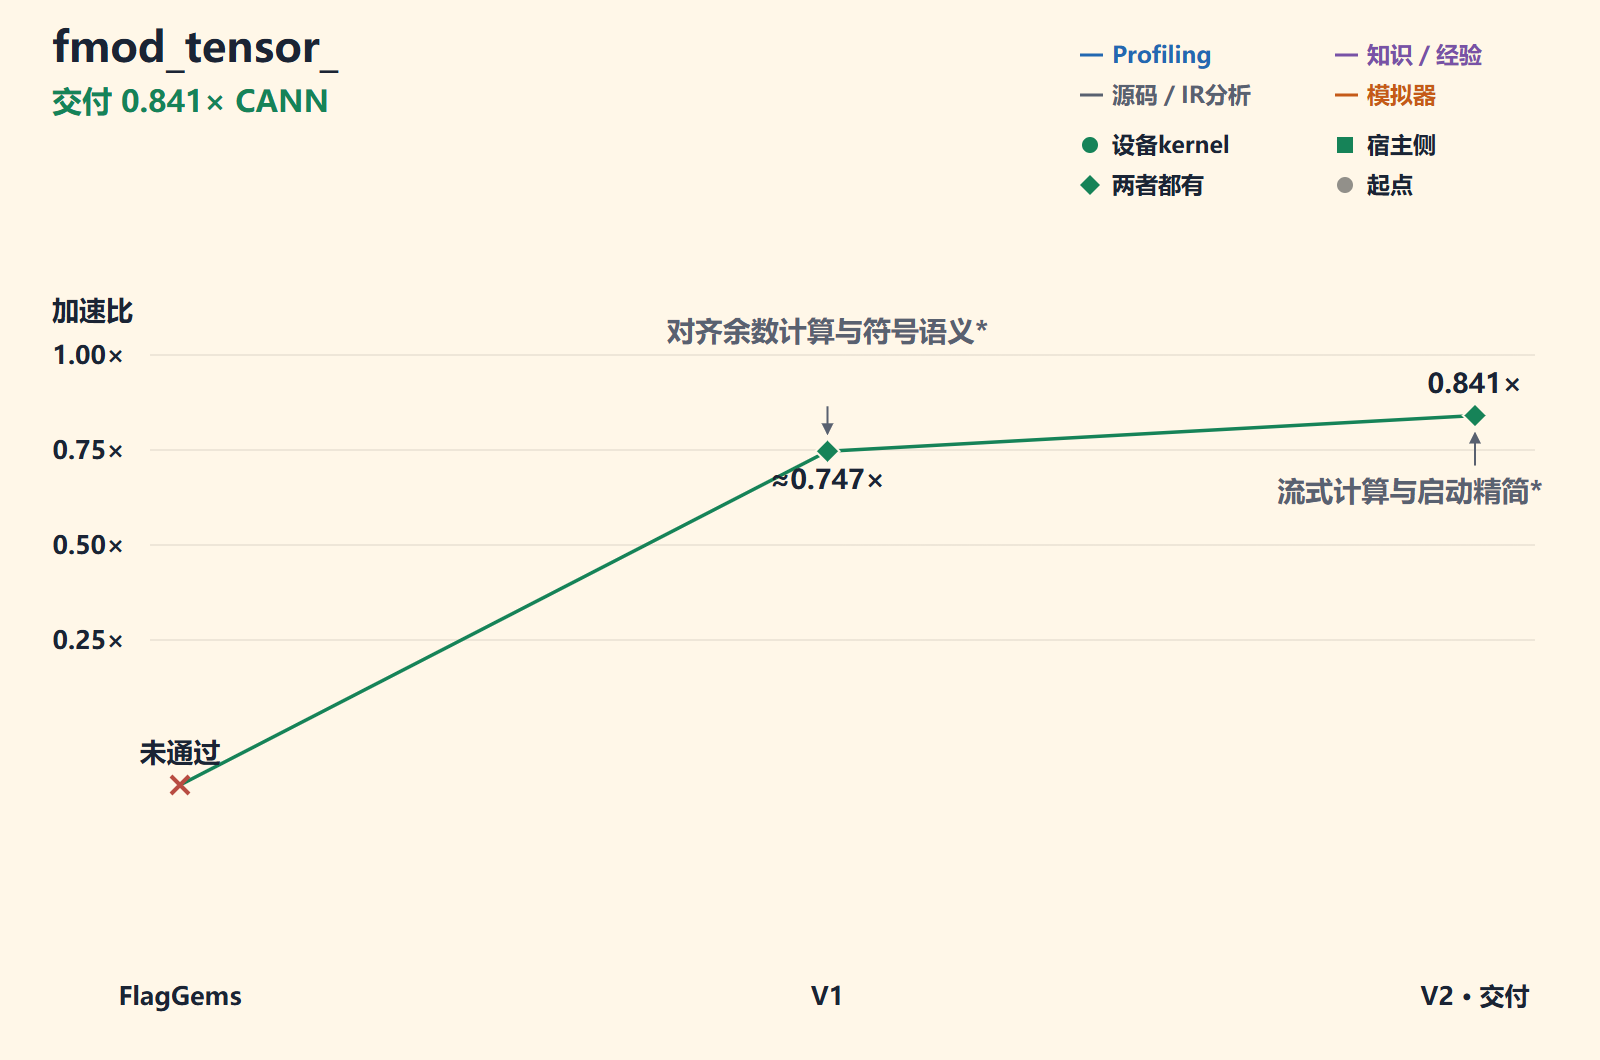 fmod_tensor_
交付 0.841× CANN
Profiling
知识 / 经验
源码 / IR分析
模拟器
设备kernel
宿主侧
两者都有
起点
加速比
对齐余数计算与符号语义*
1.00×
0.841×
0.75×
≈0.747×
流式计算与启动精简*
0.50×
0.25×
未通过
FlagGems
V1
V2 • 交付